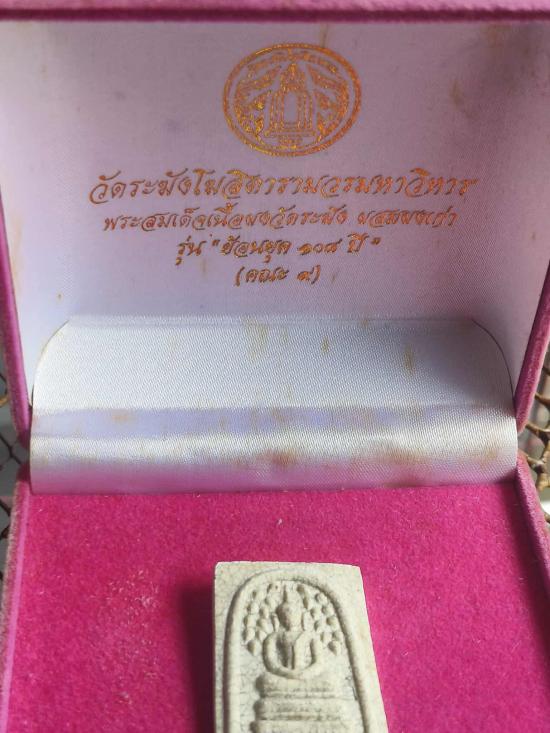 วัดระฆังโฆสิตารามวรมหาวิหาร
พระสมเด็จเนื้อผงวัดระฆัง ผสมผงเก่า
รุ่น "ย้อนยุค ๑๐๘ ปี"
(คณะ ๙)